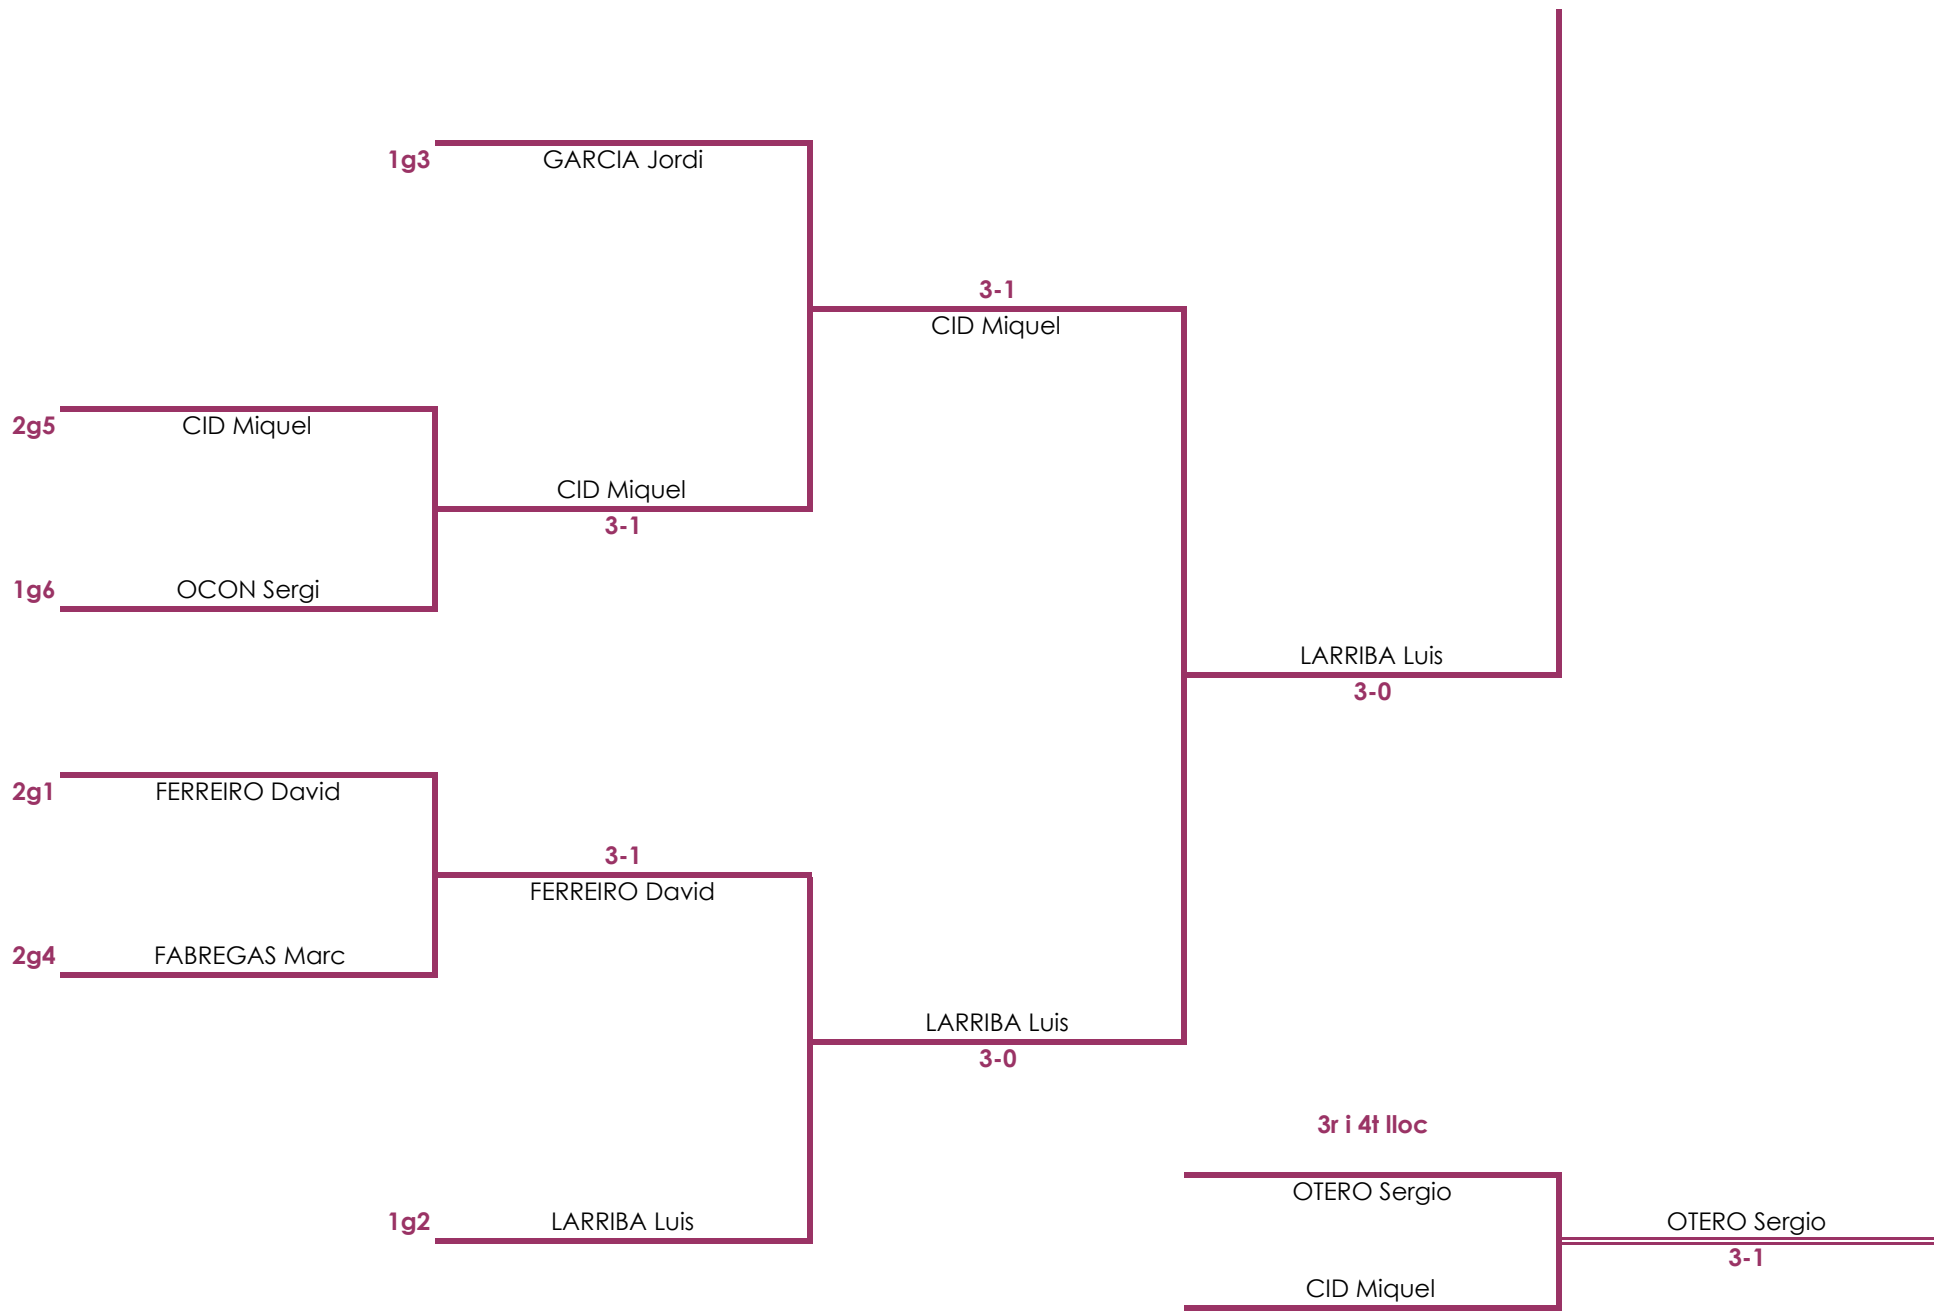 1g3
GARCIA Jordi
3-1
CID Miquel
2g5
CID Miquel
CID Miquel
3-1
1g6
OCON Sergi
LARRIBA Luis
3-0
2g1
FERREIRO David
3-1
FERREIRO David
2g4
FABREGAS Marc
LARRIBA Luis
3-0
3r i 4t lloc
OTERO Sergio
1g2
LARRIBA Luis
OTERO Sergio
3-1
CID Miquel